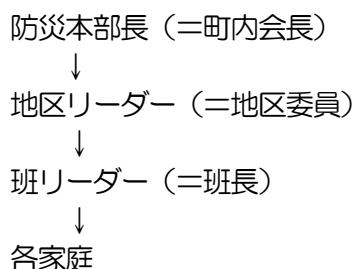 防災本部長（＝町内会長）
↓
地区リーダー（＝地区委員）
↓
班リーダー（＝班長）
↓
各家庭